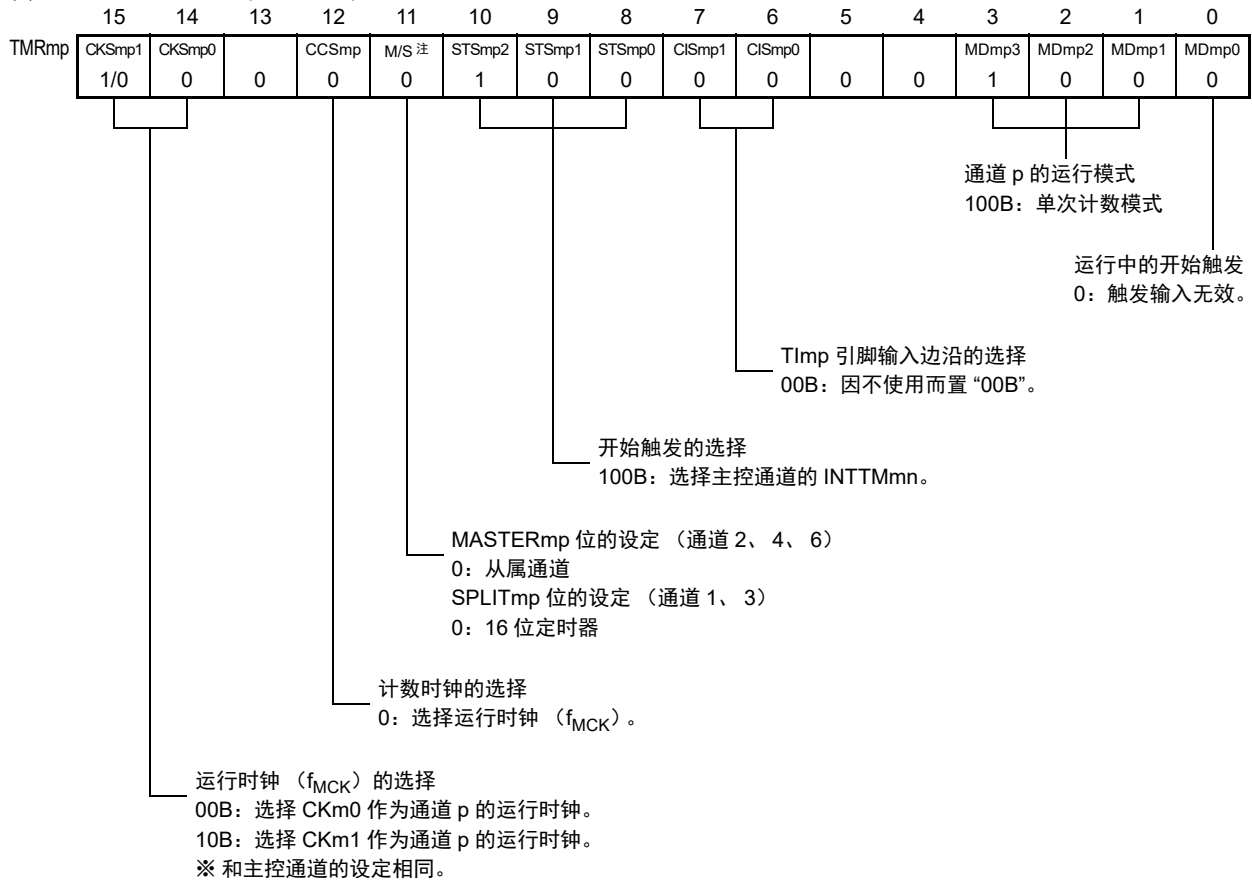 15 14 13 12 11 10 9 8 7 6 5 4 3 2 1 0
TMRmp CKSmp1 CKSmp0 CCSmp M/S 注 STSmp2 STSmp1 STSmp0 CISmp1 CISmp0 MDmp3 MDmp2 MDmp1 MDmp0
1/0 0 0 0 0 1 0 0 0 0 0 0 1 0 0 0
通道 p 的运行模式
100B：单次计数模式
运行中的开始触发
0：触发输入无效。
TImp 引脚输入边沿的选择
00B：因不使用而置 “00B”。
开始触发的选择
100B：选择主控通道的 INTTMmn。
MASTERmp 位的设定 （通道 2、 4、 6）
0：从属通道
SPLITmp 位的设定 （通道 1、 3）
0：16 位定时器
计数时钟的选择
0：选择运行时钟 （fMCK）。
运行时钟 （fMCK）的选择
00B：选择 CKm0 作为通道 p 的运行时钟。
10B：选择 CKm1 作为通道 p 的运行时钟。
※ 和主控通道的设定相同。